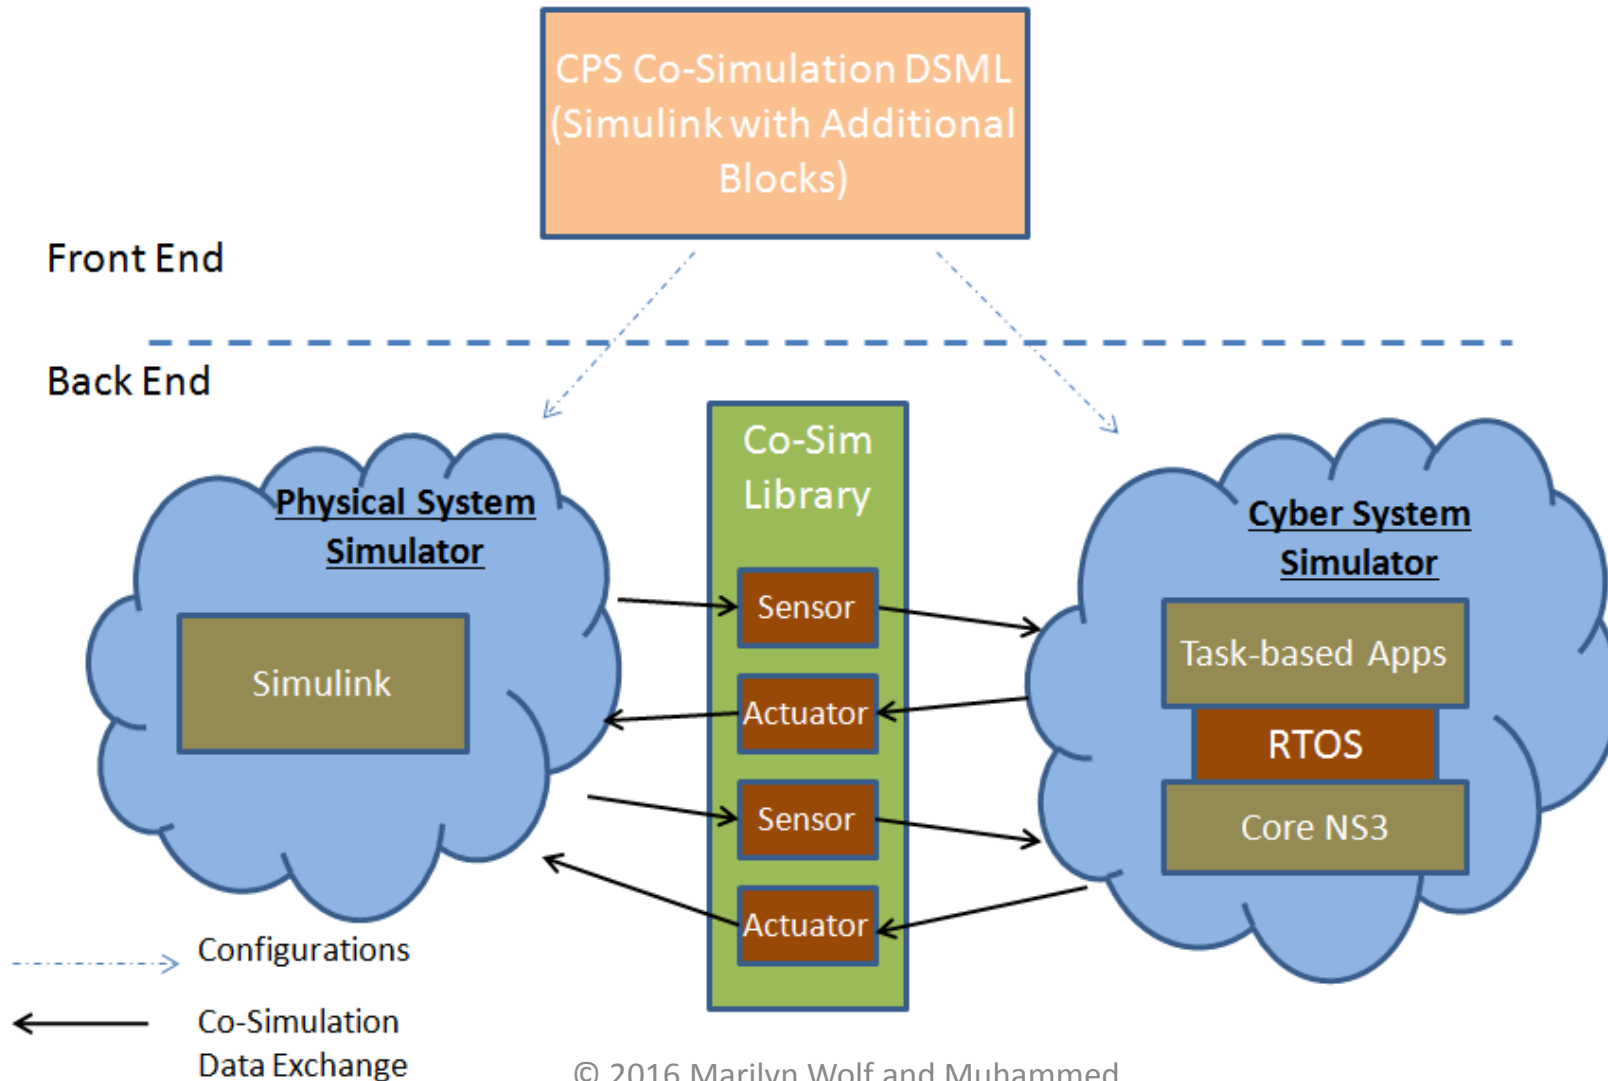 CPS Co-Simulation DSML
(Simulink with Additional
Blocks)
Front End
Back End
Co-Sim
Library
Physical System
Simulator
Simulink
Sensor
Actuator
Sensor
Actuator
Cyber System
Simulator
Task-based Apps
RTOS
Core NS3
Configurations
Co-Simulation
Data Exchange
© 2016 Marilyn Wolf and Muhammed